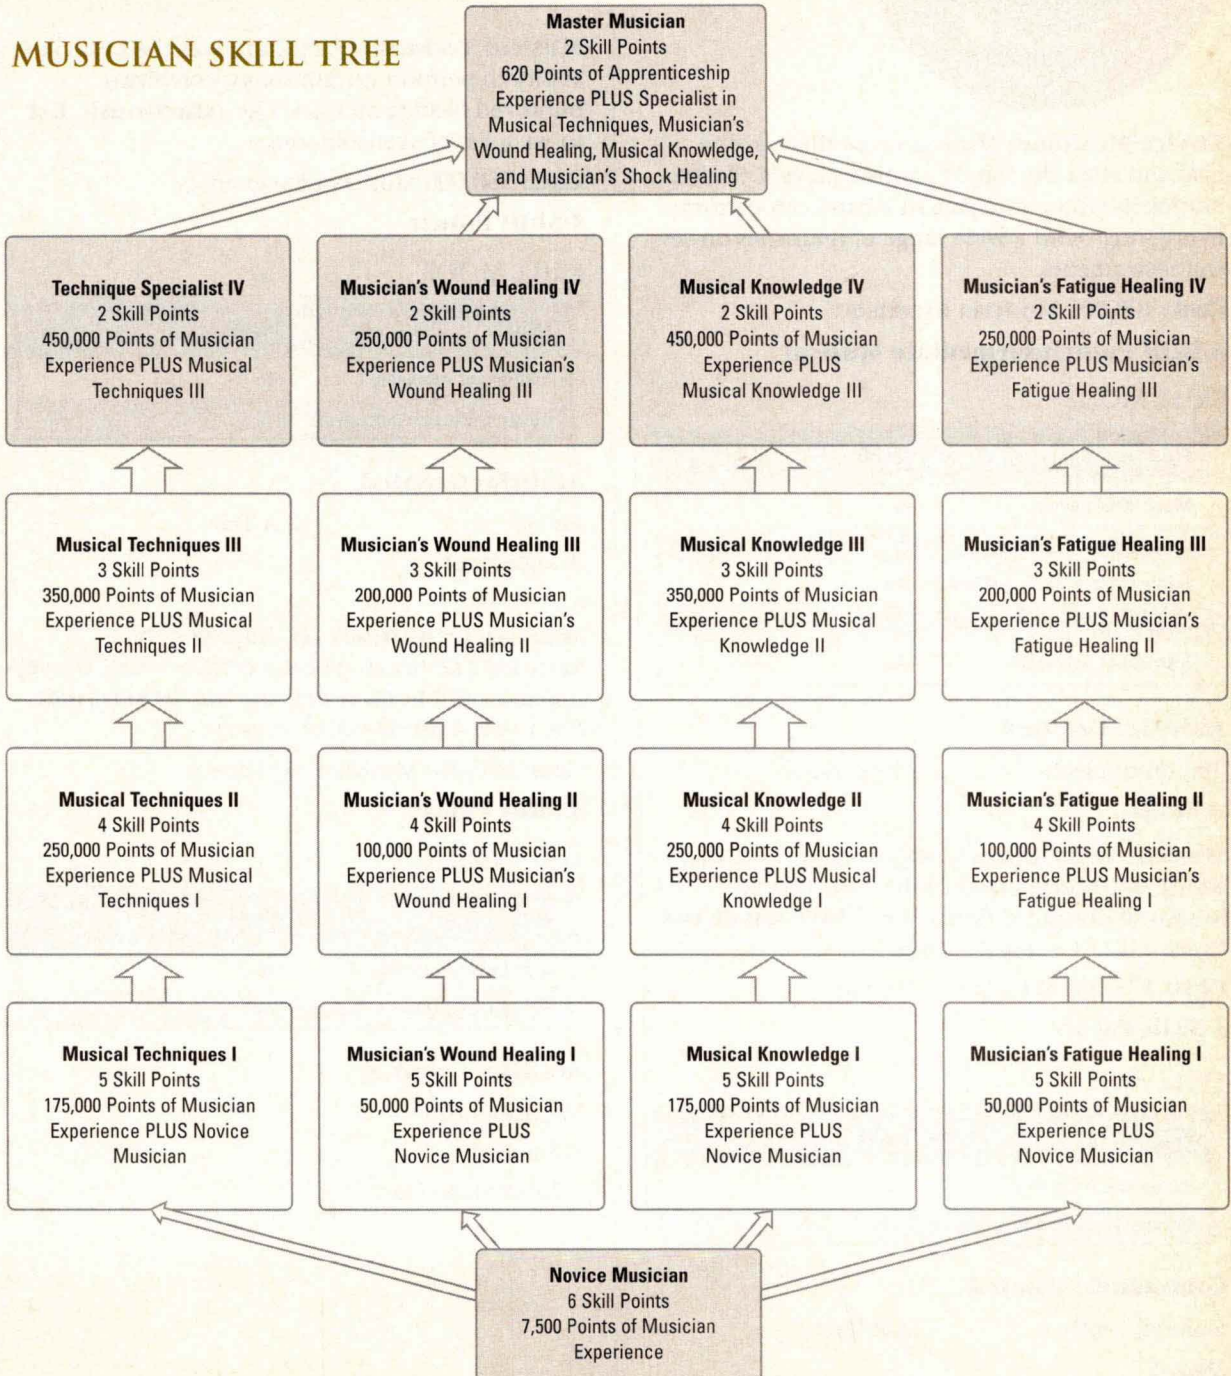 MUSICIAN SKILL TREE
Master Musician
2 Skill Points
620 Points of Apprenticeship
Experience PLUS Specialist in
Musical Techniques, Musician's
Wound Healing, Musical Knowledge,
and Musician's Shock Healing
Technique Specialist IV
2 Skill Points
450,000 Points of Musician
Experience PLUS Musical
Techniques III
Musician's Wound Healing IV
2 Skill Points
250,000 Points of Musician
Experience PLUS Musician's
Wound Healing III
Musical Knowledge IV
2 Skill Points
450,000 Points of Musician
Experience PLUS
Musical Knowledge III
Musician's Fatigue Healing IV
2 Skill Points
250,000 Points of Musician
Experience PLUS Musician's
Fatigue Healing III
Musical Techniques III
3 Skill Points
350,000 Points of Musician
Experience PLUS Musical
Techniques II
Musician's Wound Healing III
3 Skill Points
200,000 Points of Musician
Experience PLUS Musician's
Wound Healing II
Musical Knowledge III
3 Skill Points
350,000 Points of Musician
Experience PLUS Musical
Knowledge II
Musician's Fatigue Healing III
3 Skill Points
200,000 Points of Musician
Experience PLUS Musician's
Fatigue Healing II
Musical Techniques II
4 Skill Points
250,000 Points of Musician
Experience PLUS Musical
Techniques I
Musician's Wound Healing II
4 Skill Points
100,000 Points of Musician
Experience PLUS Musician's
Wound Healing I
Musical Knowledge II
4 Skill Points
250,000 Points of Musician
Experience PLUS Musical
Knowledge I
Musician's Fatigue Healing II
4 Skill Points
100,000 Points of Musician
Experience PLUS Musician's
Fatigue Healing I
Musical Techniques I
5 Skill Points
175,000 Points of Musician
Experience PLUS Novice
Musician
Musician's Wound Healing I
5 Skill Points
50,000 Points of Musician
Experience PLUS
Novice Musician
Musical Knowledge I
5 Skill Points
175,000 Points of Musician
Experience PLUS
Novice Musician
Musician's Fatigue Healing I
5 Skill Points
50,000 Points of Musician
Experience PLUS
Novice Musician
Novice Musician
6 Skill Points
7,500 Points of Musician
Experience